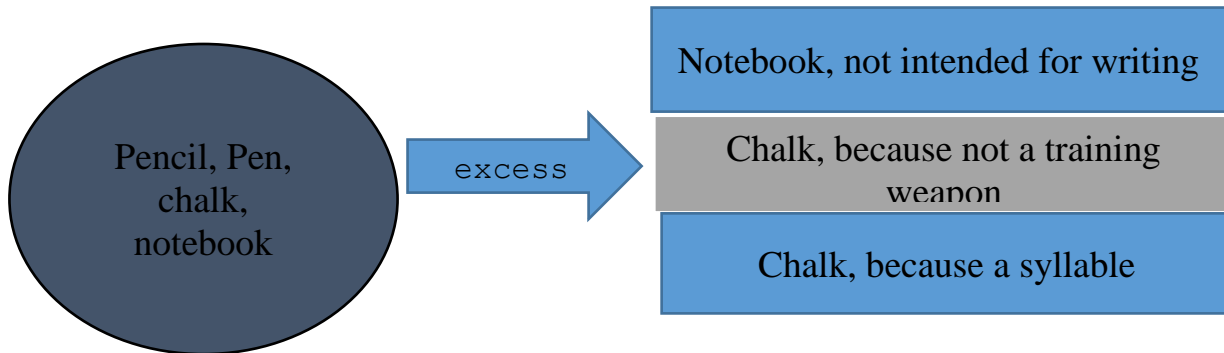 Pencil, Pen,
chalk,
notebook
excess
Notebook, not intended for writing
Chalk, because not a training
weapon
Chalk, because a syllable